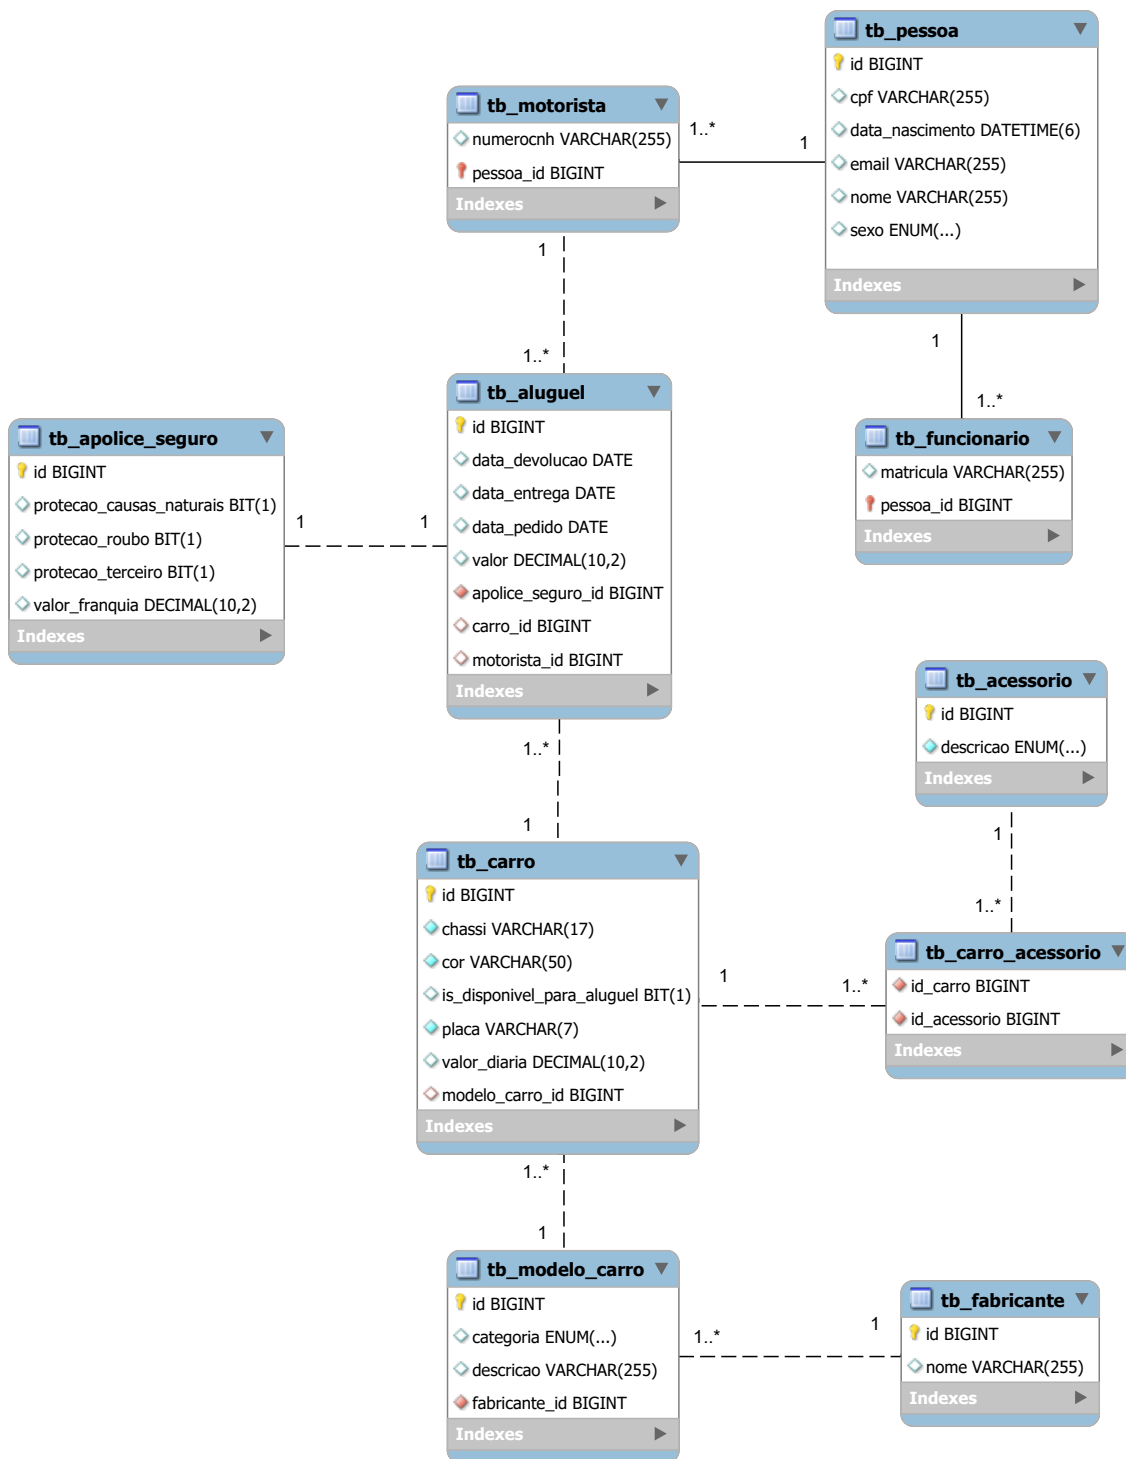 tb_pessoa
id BIGINT
cpf VARCHAR(255)
data_nascimento DATETIME(6)
email VARCHAR(255)
nome VARCHAR(255)
sexo ENUM(...)
Indexes
tb_motorista
numerocnh VARCHAR(255)
pessoa_id BIGINT
Indexes
1..*
1
1
1..*
1
1..*
tb_funcionario
matricula VARCHAR(255)
pessoa_id BIGINT
Indexes
tb_aluguel
id BIGINT
data_devolucao DATE
data_entrega DATE
data_pedido DATE
valor DECIMAL(10,2)
apolice_seguro_id BIGINT
carro_id BIGINT
motorista_id BIGINT
Indexes
tb_apolice_seguro
id BIGINT
protecao_causas_naturais BIT(1)
protecao_roubo BIT(1)
protecao_terceiro BIT(1)
valor_franquia DECIMAL(10,2)
Indexes
1
1
1..*
1
tb_acessorio
id BIGINT
descricao ENUM(...)
Indexes
1
1..*
tb_carro
id BIGINT
chassi VARCHAR(17)
cor VARCHAR(50)
is_disponivel_para_aluguel BIT(1)
placa VARCHAR(7)
valor_diaria DECIMAL(10,2)
modelo_carro_id BIGINT
Indexes
1
1..*
tb_carro_acessorio
id_carro BIGINT
id_acessorio BIGINT
Indexes
1..*
1
tb_modelo_carro
id BIGINT
categoria ENUM(...)
descricao VARCHAR(255)
fabricante_id BIGINT
Indexes
1..*
1
tb_fabricante
id BIGINT
nome VARCHAR(255)
Indexes